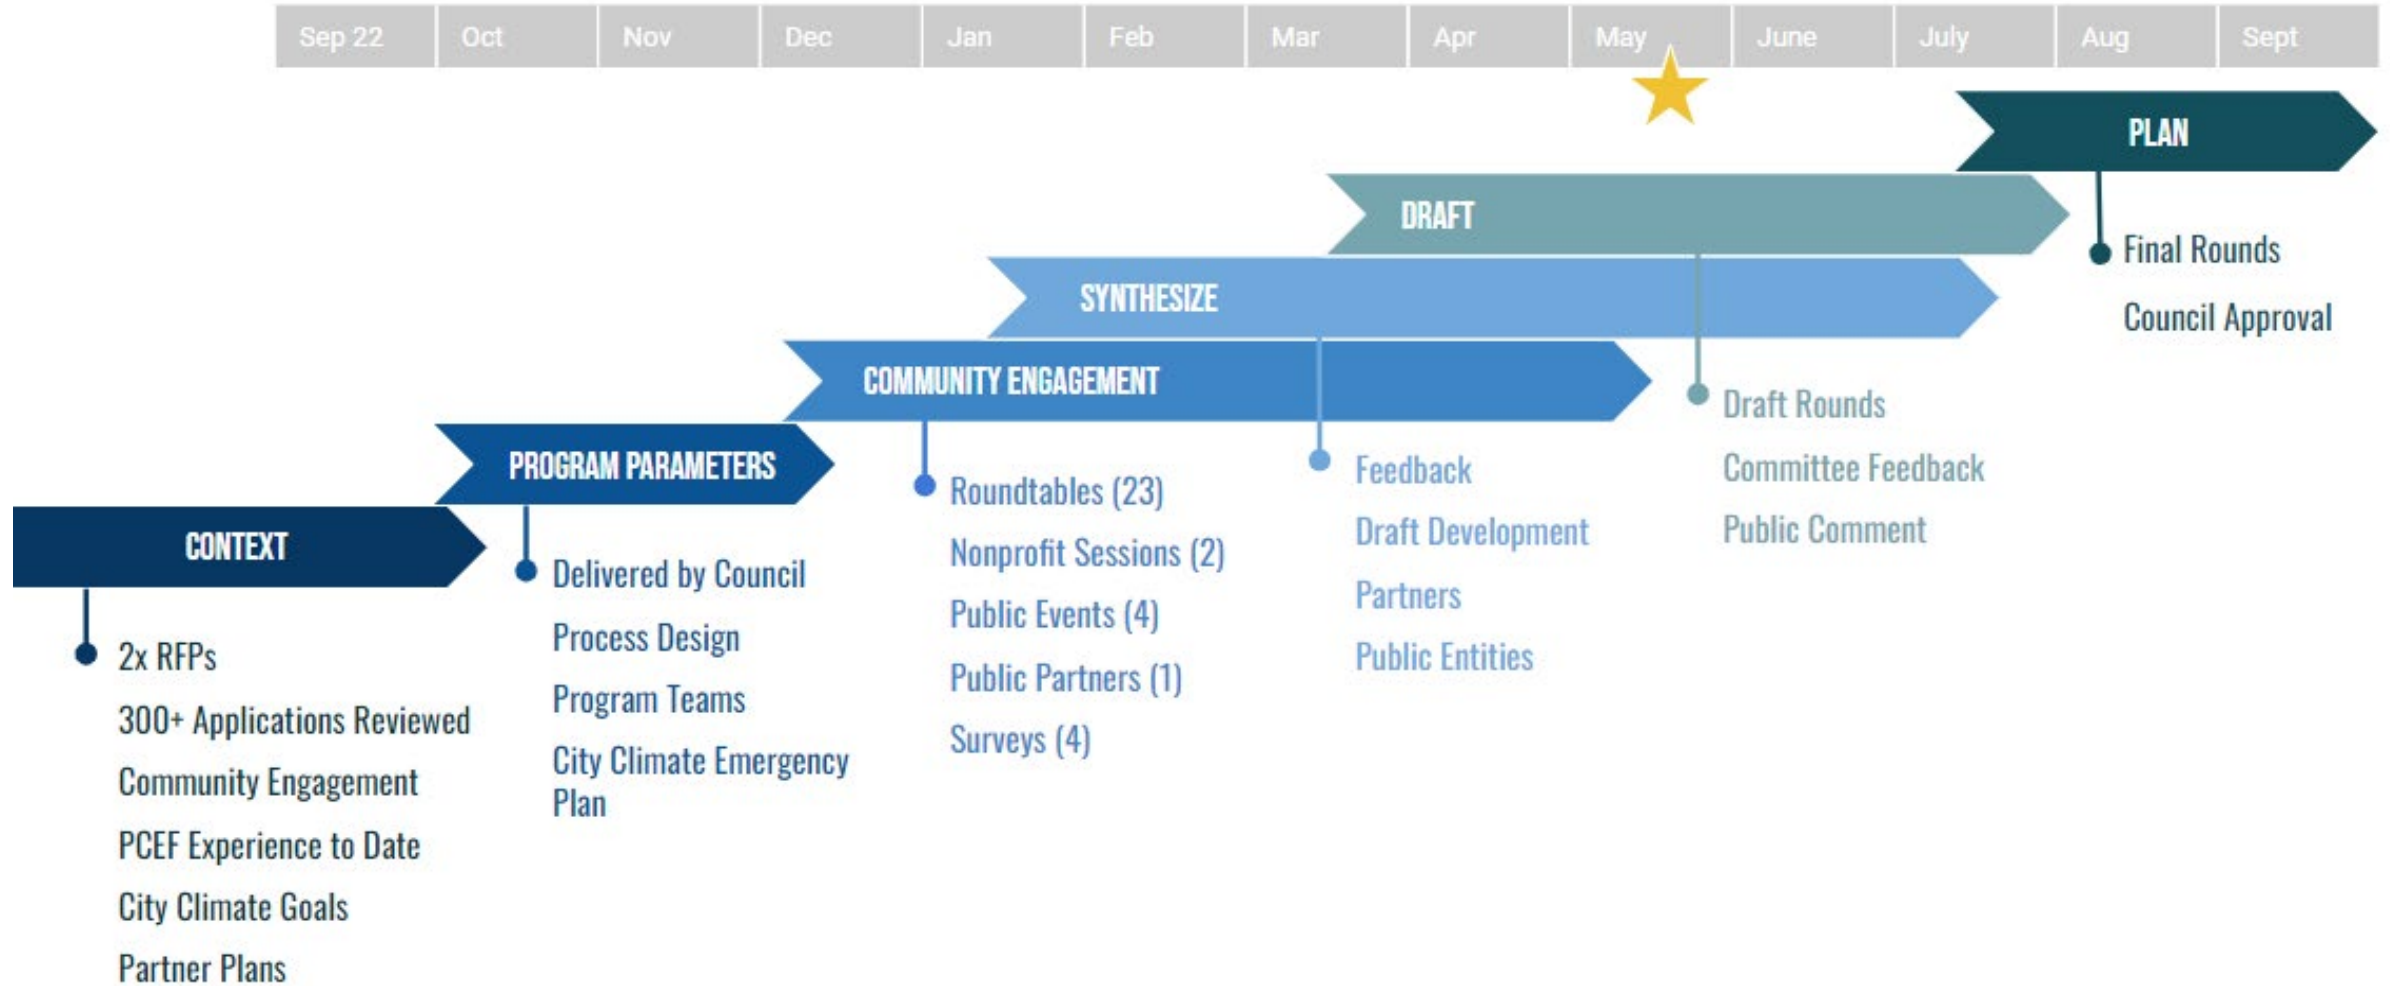 Sep 22 Oct Nov Dec Jan Feb Mar Apr May June July Aug Sept
PLAN
Final Rounds
Council Approval
DRAFT
Draft Rounds
Committee Feedback
Public Comment
SYNTHESIZE
Feedback
Draft Development
Partners
Public Entities
COMMUNITY ENGAGEMENT
Roundtables (23)
Nonprofit Sessions (2)
Public Events (4)
Public Partners (1)
Surveys (4)
PROGRAM PARAMETERS
Delivered by Council
Process Design
Program Teams
City Climate Emergency
Plan
CONTEXT
2x RFPs
300+ Applications Reviewed
Community Engagement
PCEF Experience to Date
City Climate Goals
Partner Plans